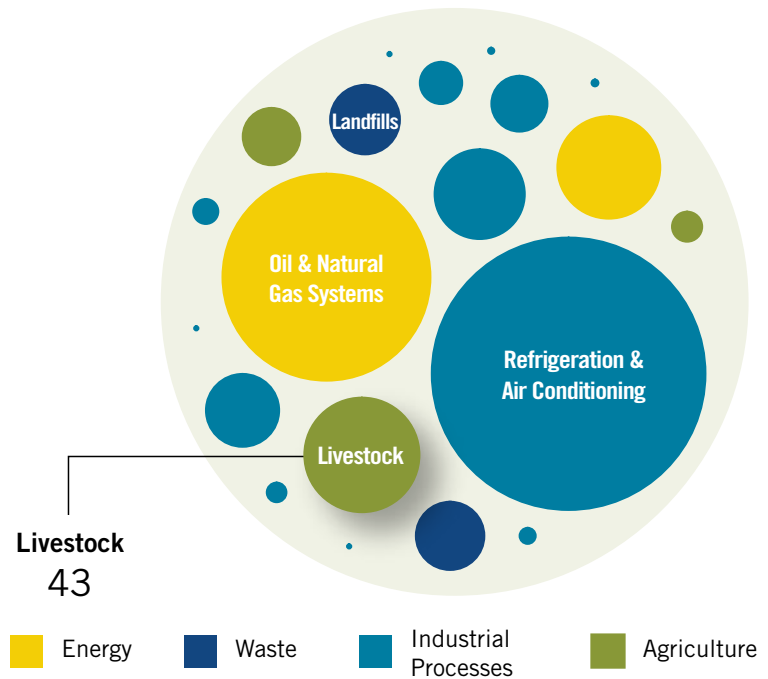 Landfills
Oil & Natural
Gas Systems
Refrigeration &
Air Conditioning
Livestock
Livestock
43
Energy
Waste
Industrial
Processes
Agriculture